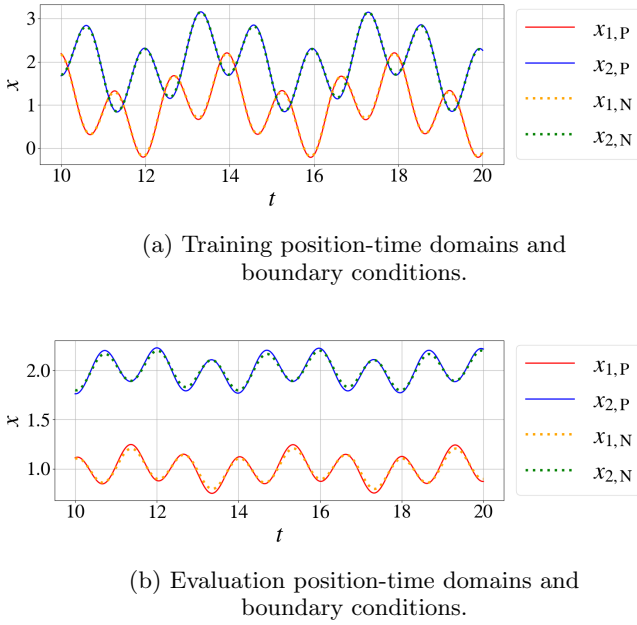 3
2
1
0
x
10
12
14
16
18
20
t
x1,P
x2,P
x1,N
x2,N
(a) Training position-time domains and
boundary conditions.
2.0
1.5
1.0
x
10
12
14
16
18
20
t
x1,P
x2,P
x1,N
x2,N
(b) Evaluation position-time domains and
boundary conditions.